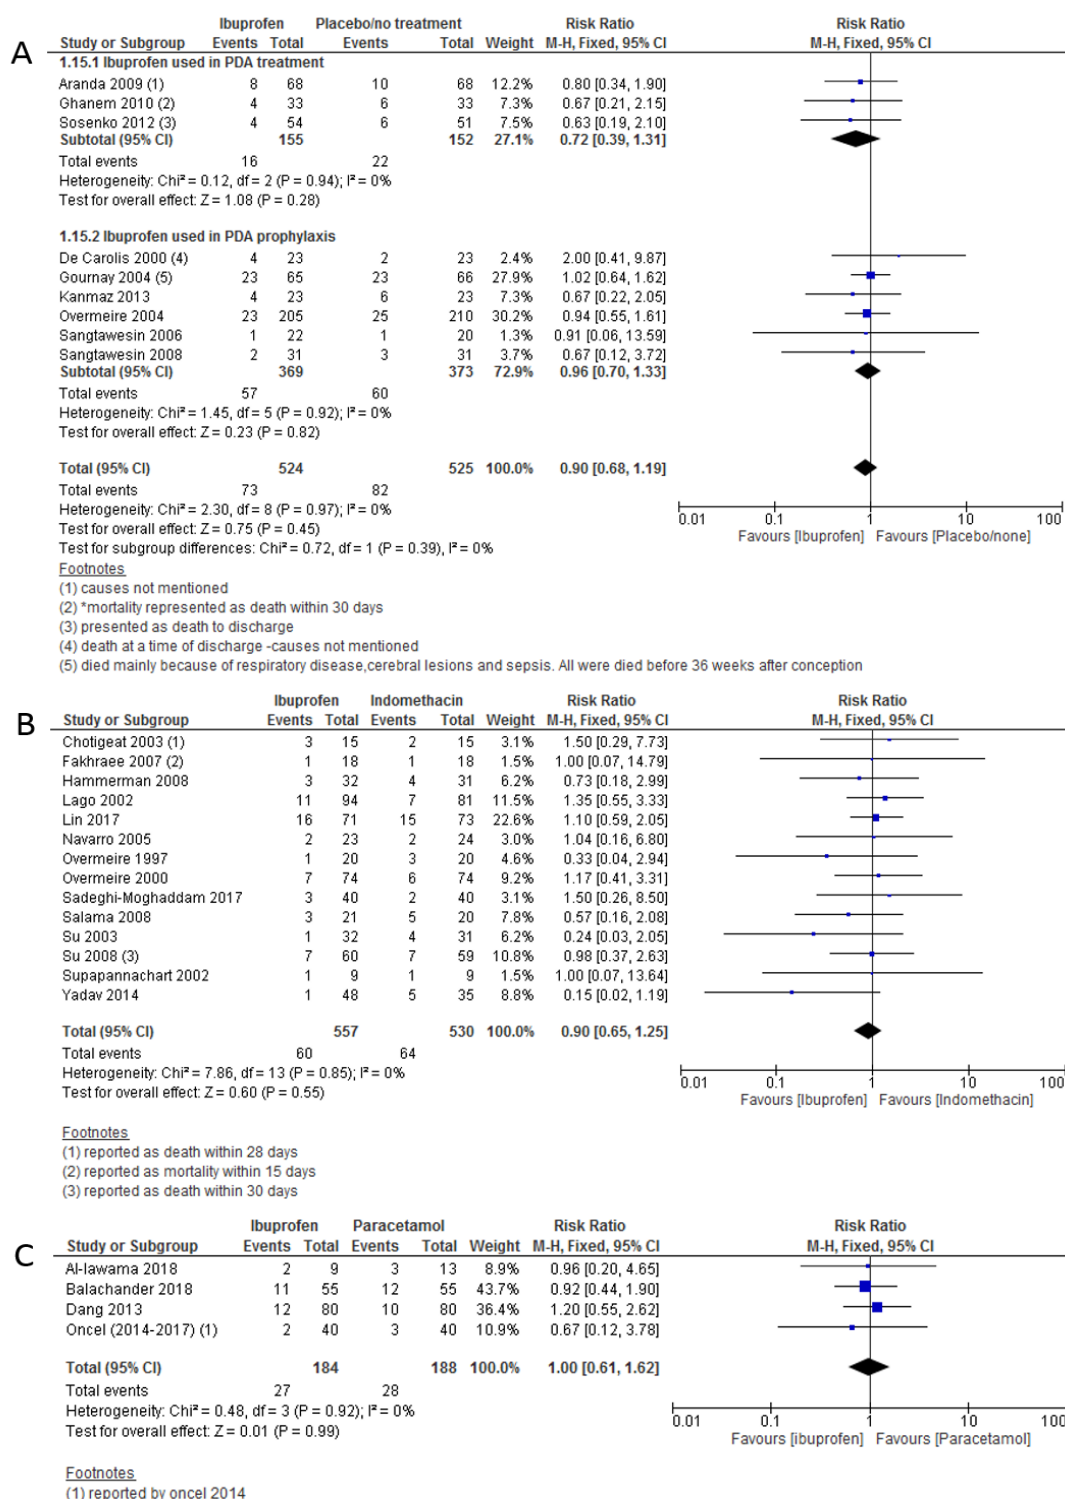 A
Ibuprofen Placebo/no treatment Risk Ratio Risk Ratio
Study or Subgroup Events Total Events Total Weight M-H, Fixed, 95% CI M-H, Fixed, 95% CI
1.15.1 Ibuprofen used in PDA treatment
Aranda 2009 (1) 8 68 10 68 12.2% 0.80 [0.34, 1.90]
Ghanem 2010 (2) 4 33 6 33 7.3% 0.67 [0.21, 2.15]
Sosenko 2012 (3) 4 54 6 51 7.5% 0.63 [0.19, 2.10]
Subtotal (95% CI) 155 152 27.1% 0.72 [0.39, 1.31]
Total events 16 22
Heterogeneity: Chi² = 0.12, df = 2 (P = 0.94); I² = 0%
Test for overall effect: Z = 1.08 (P = 0.28)
1.15.2 Ibuprofen used in PDA prophylaxis
De Carolis 2000 (4) 4 23 2 23 2.4% 2.00 [0.41, 9.87]
Gournay 2004 (5) 23 65 23 66 27.9% 1.02 [0.64, 1.62]
Kanmaz 2013 4 23 6 23 7.3% 0.67 [0.22, 2.05]
Overmeire 2004 23 205 25 210 30.2% 0.94 [0.55, 1.61]
Sangtawesin 2006 1 22 1 20 1.3% 0.91 [0.06, 13.59]
Sangtawesin 2008 2 31 3 31 3.7% 0.67 [0.12, 3.72]
Subtotal (95% CI) 369 373 72.9% 0.96 [0.70, 1.33]
Total events 57 60
Heterogeneity: Chi² = 1.45, df = 5 (P = 0.92); I² = 0%
Test for overall effect: Z = 0.23 (P = 0.82)
Total (95% CI) 524 525 100.0% 0.90 [0.68, 1.19]
Total events 73 82
Heterogeneity: Chi² = 2.30, df = 8 (P = 0.97); I² = 0%
Test for overall effect: Z = 0.75 (P = 0.45)
Test for subgroup differences: Chi² = 0.72, df = 1 (P = 0.39), I² = 0%
0.01 0.1 1 10 100
Favours [Ibuprofen] Favours [Placebo/none]
Footnotes
(1) causes not mentioned
(2) *mortality represented as death within 30 days
(3) presented as death to discharge
(4) death at a time of discharge -causes not mentioned
(5) died mainly because of respiratory disease,cerebral lesions and sepsis. All were died before 36 weeks after conception
B
Ibuprofen Indomethacin Risk Ratio Risk Ratio
Study or Subgroup Events Total Events Total Weight M-H, Fixed, 95% CI M-H, Fixed, 95% CI
Chotigeat 2003 (1) 3 15 2 15 3.1% 1.50 [0.29, 7.73]
Fakhraee 2007 (2) 1 18 1 18 1.5% 1.00 [0.07, 14.79]
Hammerman 2008 3 32 4 31 6.2% 0.73 [0.18, 2.99]
Lago 2002 11 94 7 81 11.5% 1.35 [0.55, 3.33]
Lin 2017 16 71 15 73 22.6% 1.10 [0.59, 2.05]
Navarro 2005 2 23 2 24 3.0% 1.04 [0.16, 6.80]
Overmeire 1997 1 20 3 20 4.6% 0.33 [0.04, 2.94]
Overmeire 2000 7 74 6 74 9.2% 1.17 [0.41, 3.31]
Sadeghi-Moghaddam 2017 3 40 2 40 3.1% 1.50 [0.26, 8.50]
Salama 2008 3 21 5 20 7.8% 0.57 [0.16, 2.08]
Su 2003 1 32 4 31 6.2% 0.24 [0.03, 2.05]
Su 2008 (3) 7 60 7 59 10.8% 0.98 [0.37, 2.63]
Supapannachart 2002 1 9 1 9 1.5% 1.00 [0.07, 13.64]
Yadav 2014 1 48 5 35 8.8% 0.15 [0.02, 1.19]
Total (95% CI) 557 530 100.0% 0.90 [0.65, 1.25]
Total events 60 64
Heterogeneity: Chi² = 7.86, df = 13 (P = 0.85); I² = 0%
Test for overall effect: Z = 0.60 (P = 0.55)
0.01 0.1 1 10 100
Favours [Ibuprofen] Favours [Indomethacin]
Footnotes
(1) reported as death within 28 days
(2) reported as mortality within 15 days
(3) reported as death within 30 days
C
Ibuprofen Paracetamol Risk Ratio Risk Ratio
Study or Subgroup Events Total Events Total Weight M-H, Fixed, 95% CI M-H, Fixed, 95% CI
Al-lawama 2018 2 9 3 13 8.9% 0.96 [0.20, 4.65]
Balachander 2018 11 55 12 55 43.7% 0.92 [0.44, 1.90]
Dang 2013 12 80 10 80 36.4% 1.20 [0.55, 2.62]
Oncel (2014-2017) (1) 2 40 3 40 10.9% 0.67 [0.12, 3.78]
Total (95% CI) 184 188 100.0% 1.00 [0.61, 1.62]
Total events 27 28
Heterogeneity: Chi² = 0.48, df = 3 (P = 0.92); I² = 0%
Test for overall effect: Z = 0.01 (P = 0.99)
0.01 0.1 1 10 100
Favours [ibuprofen] Favours [Paracetamol]
Footnotes
(1) reported by oncel 2014